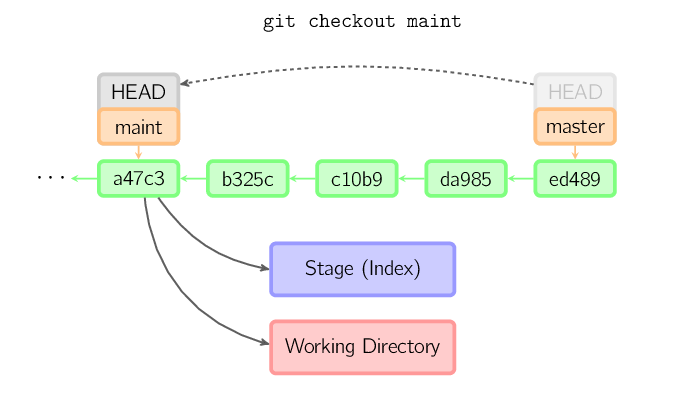 git checkout maint
HEAD HEAD
maint master
... a47c3 b325c c10b9 da985 ed489
Stage (Index)
Working Directory